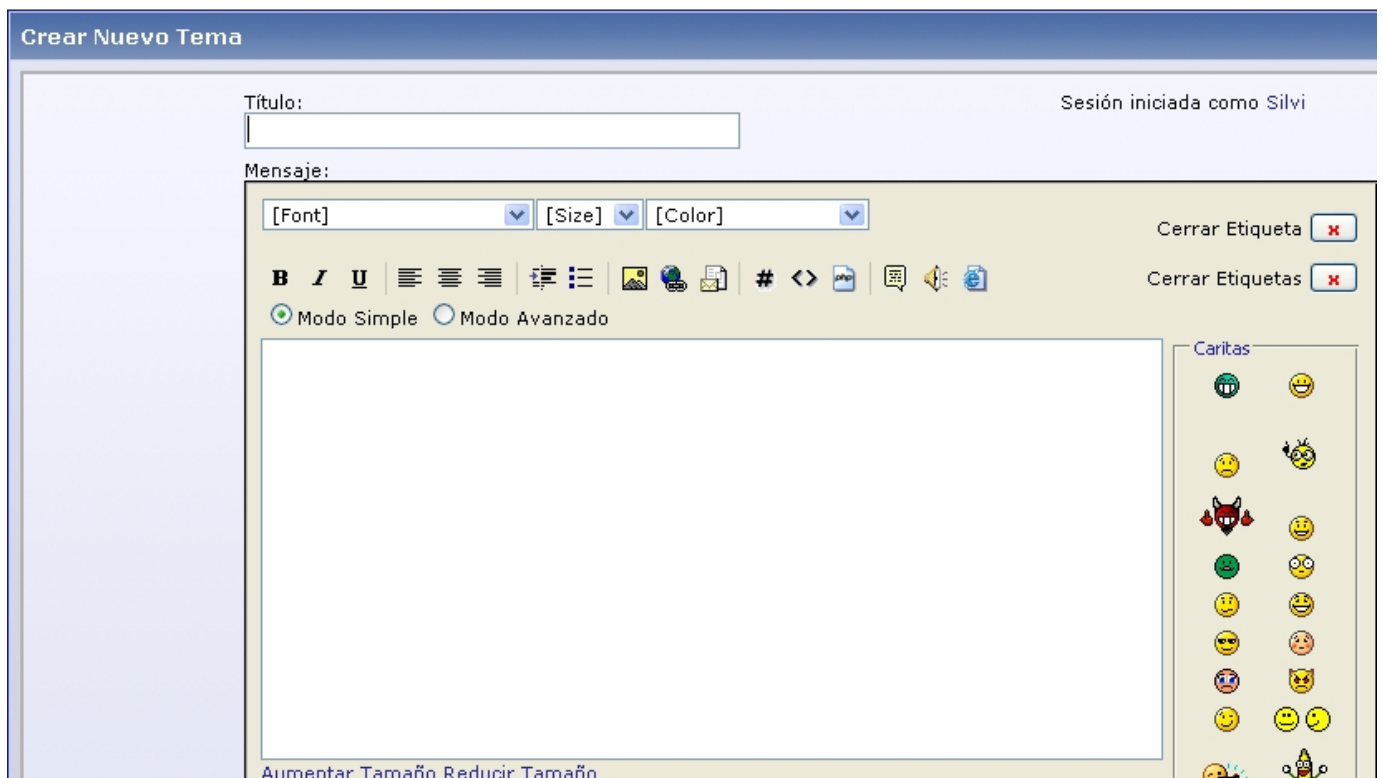 Crear Nuevo Tema
Título:
Sesión iniciada como Silvi
Mensaje:
[Font] [Size] [Color]
Cerrar Etiqueta x
B I U # <> php
Cerrar Etiquetas x
Modo Simple Modo Avanzado
Caritas
Aumentar Tamaño Reducir Tamaño